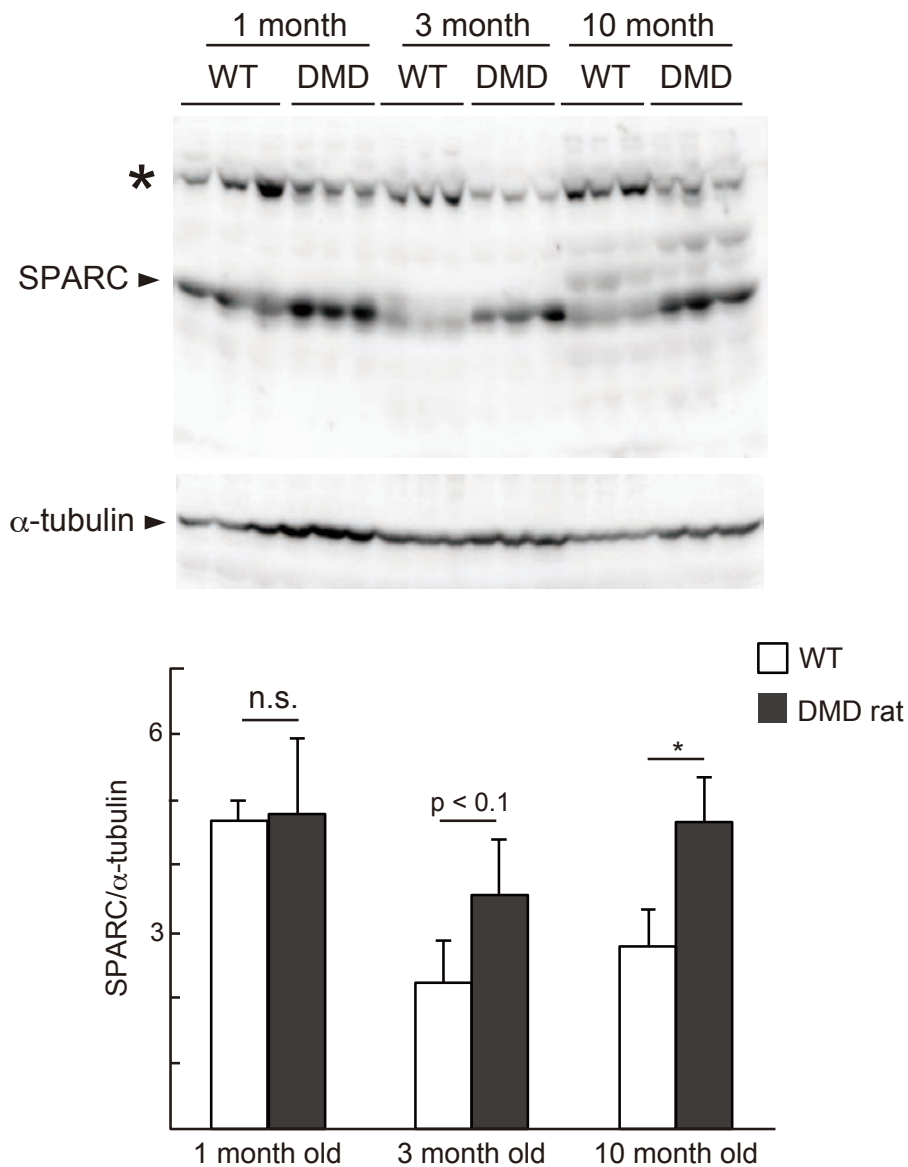 1 month 3 month 10 month
WT DMD WT DMD WT DMD
*
SPARC ►
α-tubulin ►
WT
DMD rat
n.s.
p < 0.1
*
SPARC/α-tubulin
6
3
1 month old 3 month old 10 month old